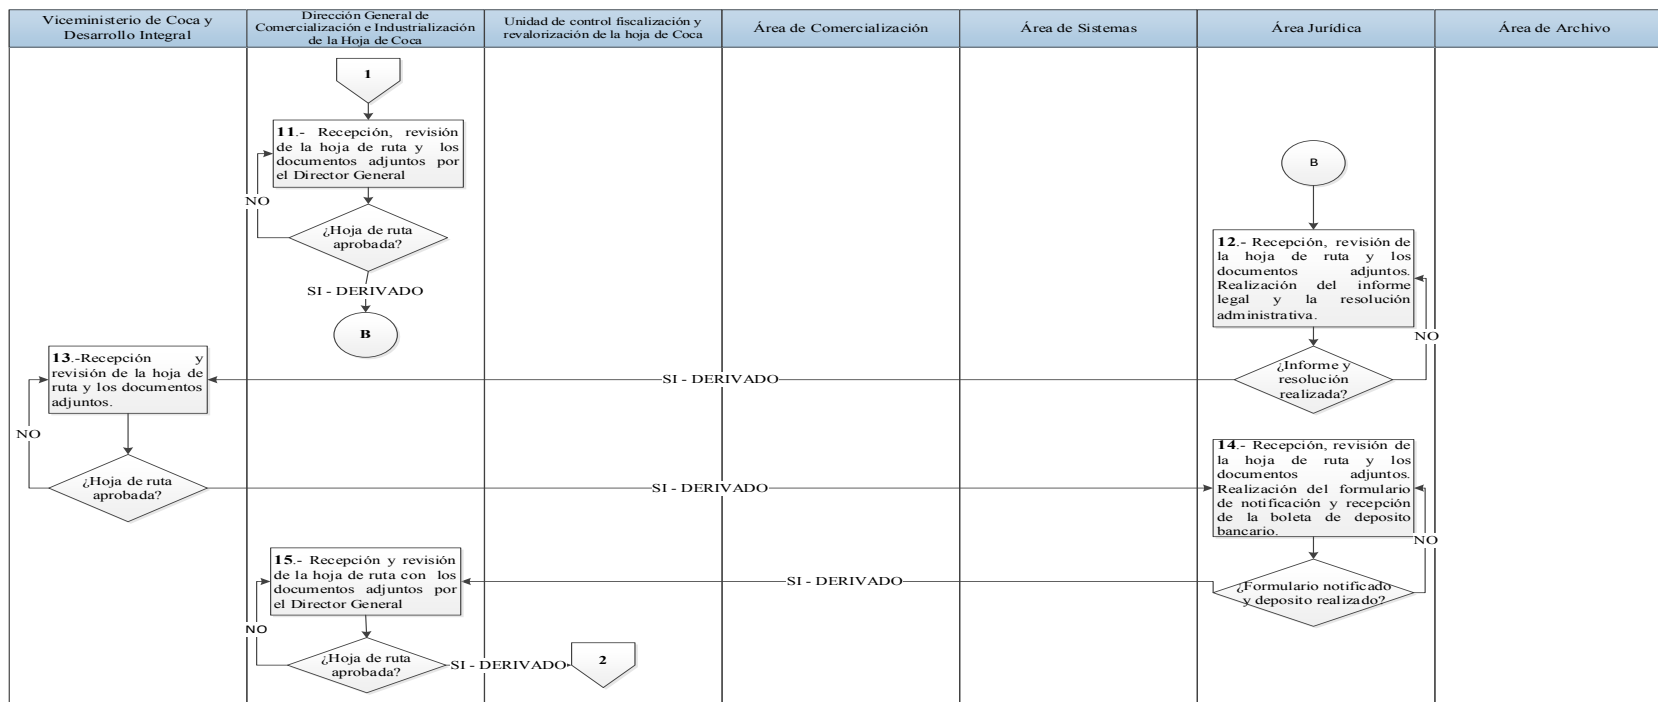 Viceministerio de Coca y
Desarrollo Integral
Dirección General de
Comercialización e Industrialización
de la Hoja de Coca
Unidad de control fiscalización y
revalorización de la hoja de Coca
Área de Comercialización
Área de Sistemas
Área Jurídica
Área de Archivo
1
11.- Recepción, revisión
de la hoja de ruta y los
documentos adjuntos por
el Director General
NO
¿Hoja de ruta
aprobada?
SI - DERIVADO
B
B
12.- Recepción, revisión de
la hoja de ruta y los
documentos adjuntos.
Realización del informe
legal y la resolución
administrativa.
NO
¿Informe y
resolución
realizada?
SI - DERIVADO
13.-Recepción y
revisión de la hoja de
ruta y los documentos
adjuntos.
NO
¿Hoja de ruta
aprobada?
SI - DERIVADO
14.- Recepción, revisión de
la hoja de ruta y los
documentos adjuntos.
Realización del formulario
de notificación y recepción
de la boleta de deposito
bancario.
NO
¿Formulario notificado
y deposito realizado?
SI - DERIVADO
15.- Recepción y revisión
de la hoja de ruta con los
documentos adjuntos por
el Director General
NO
¿Hoja de ruta
aprobada?
SI - DERIVADO
2